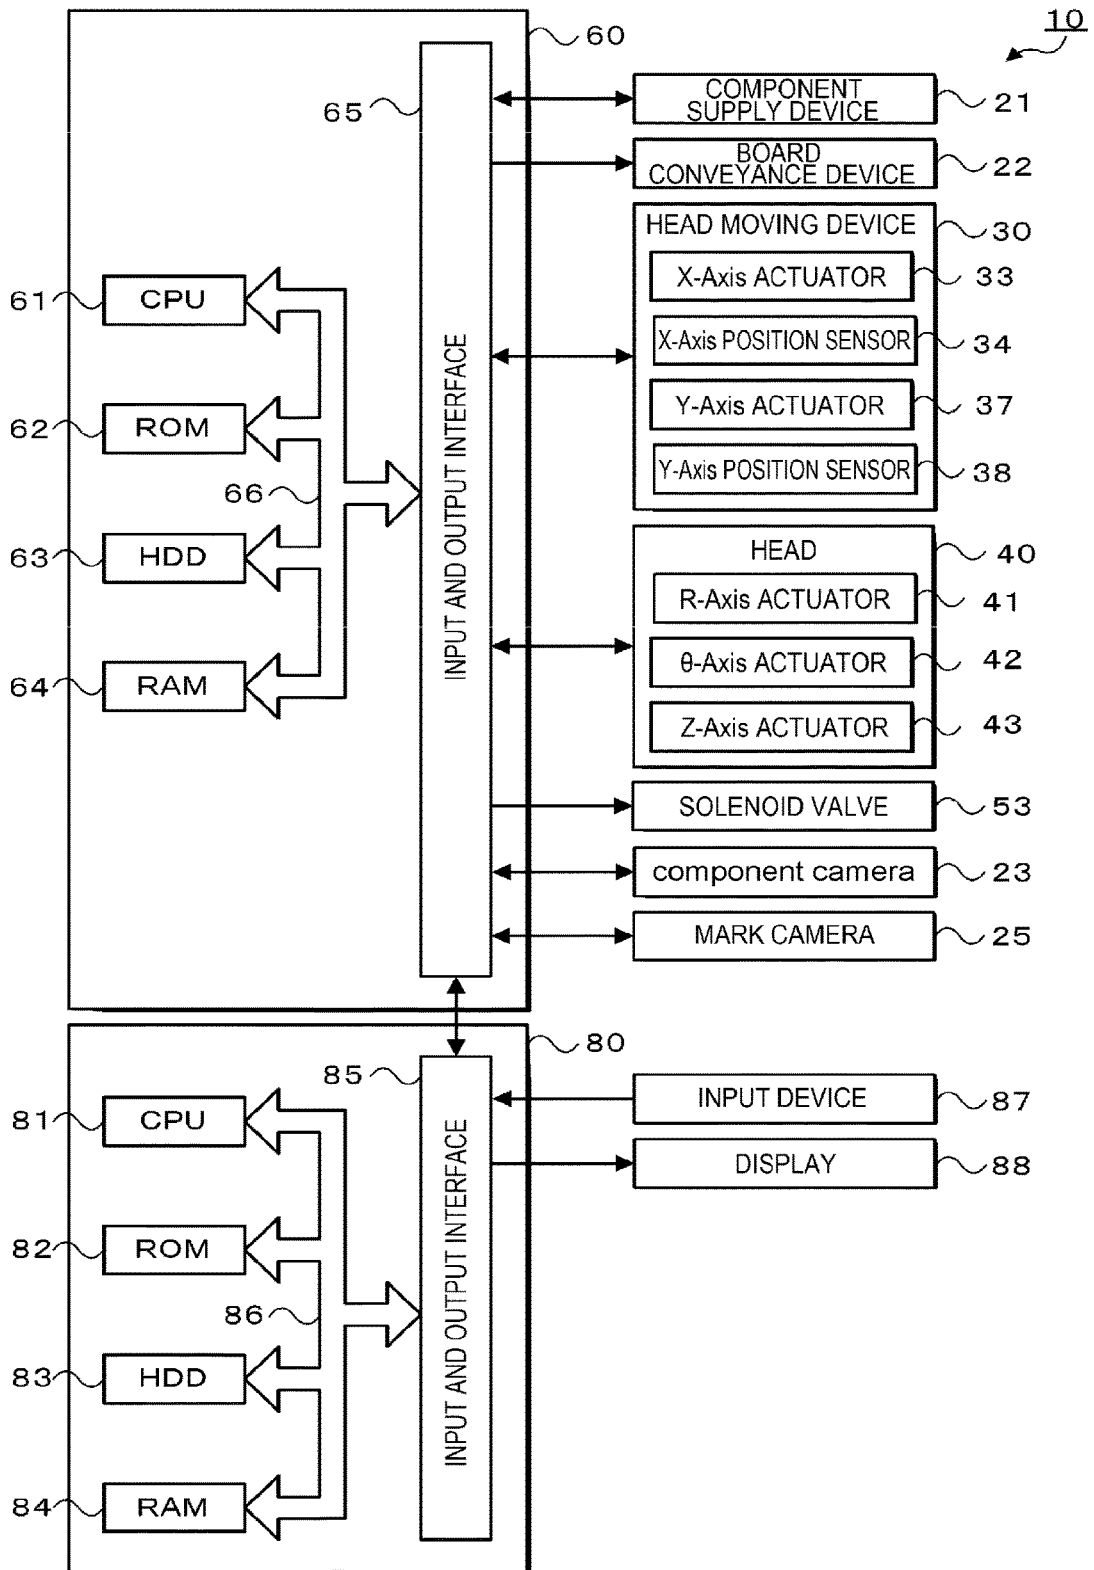 10
60
65
COMPONENT
SUPPLY DEVICE
21
BOARD
CONVEYANCE DEVICE
22
HEAD MOVING DEVICE
30
X-Axis ACTUATOR
33
X-Axis POSITION SENSOR
34
Y-Axis ACTUATOR
37
Y-Axis POSITION SENSOR
38
61
CPU
62
ROM
66
63
HDD
64
RAM
INPUT AND OUTPUT INTERFACE
HEAD
40
R-Axis ACTUATOR
41
θ-Axis ACTUATOR
42
Z-Axis ACTUATOR
43
SOLENOID VALVE
53
component camera
23
MARK CAMERA
25
80
85
81
CPU
82
ROM
86
83
HDD
84
RAM
INPUT AND OUTPUT INTERFACE
INPUT DEVICE
87
DISPLAY
88